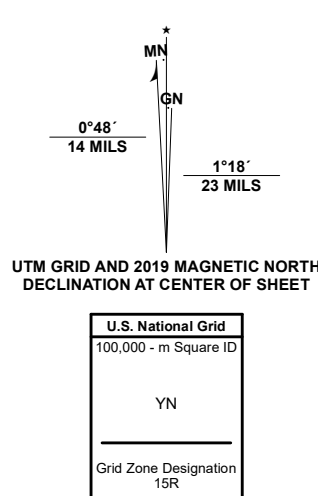 ★
MN
GN
0°48´
14 MILS
1°18´
23 MILS
UTM GRID AND 2019 MAGNETIC NORTH
DECLINATION AT CENTER OF SHEET
U.S. National Grid
100,000 - m Square ID
YN
Grid Zone Designation
15R